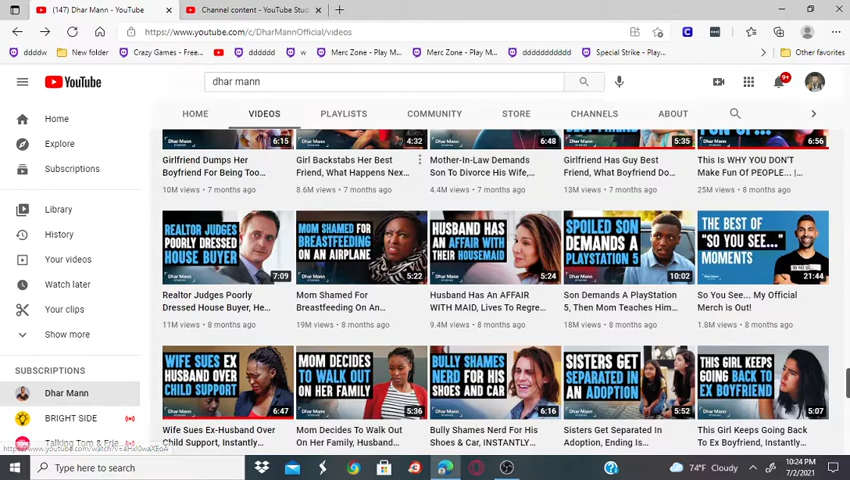 (147) Dhar Mann - YouTube
Channel content - YouTube Stud
https://www.youtube.com/c/DharMannOfficial/videos
ddddw
New folder
Crazy Games - Free...
dddddd
w
Merc Zone - Play M...
Merc Zone - Play M...
ddddddddddd
Special Strike - Play...
Other favorites
YouTube
dhar mann
9+
HOME
VIDEOS
PLAYLISTS
COMMUNITY
STORE
CHANNELS
ABOUT
Home
Explore
Subscriptions
Library
History
Your videos
Watch later
Your clips
Show more
SUBSCRIPTIONS
Dhar Mann
BRIGHT SIDE
Talking Tom & Frie
6:15
4:32
6:48
5:35
6:56
Girlfriend Dumps Her
Boyfriend For Being Too...
10M views • 7 months ago
Girl Backstabs Her Best
Friend, What Happens Nex...
8.6M views • 7 months ago
Mother-In-Law Demands
Son To Divorce His Wife,...
4.4M views • 7 months ago
Girlfriend Has Guy Best
Friend, What Boyfriend Do...
13M views • 7 months ago
This Is WHY YOU DON'T
Make Fun Of PEOPLE... |...
25M views • 8 months ago
REALTOR JUDGES
POORLY DRESSED
HOUSE BUYER
7:09
MOM SHAMED FOR
BREASTFEEDING
ON AN AIRPLANE
5:22
HUSBAND HAS
AN AFFAIR WITH
THEIR HOUSEMAID
5:24
SPOILED SON
DEMANDS A
PLAYSTATION 5
10:02
THE BEST OF
"SO YOU SEE..."
MOMENTS
21:44
Realtor Judges Poorly
Dressed House Buyer, He...
11M views • 8 months ago
Mom Shamed For
Breastfeeding On An...
19M views • 8 months ago
Husband Has An AFFAIR
WITH MAID, Lives To Regre...
9.4M views • 8 months ago
Son Demands A PlayStation
5, Then Mom Teaches Him...
18M views • 8 months ago
So You See... My Official
Merch is Out!
1.8M views • 8 months ago
WIFE SUES EX
HUSBAND OVER
CHILD SUPPORT
6:47
MOM DECIDES
TO WALK OUT
ON HER FAMILY
5:36
BULLY SHAMES
NERD FOR HIS
SHOES AND CAR
6:16
SISTERS GET
SEPARATED IN
AN ADOPTION
5:52
THIS GIRL KEEPS
GOING BACK TO
EX BOYFRIEND
5:07
Wife Sues Ex-Husband Over
Child Support, Instantly...
Mom Decides To Walk Out
On Her Family, Husband...
Bully Shames Nerd For His
Shoes & Car, INSTANTLY...
Sisters Get Separated In
An Adoption, Ending Is...
This Girl Keeps Going Back
To Ex Boyfriend, Instantly...
Type here to search
74°F Cloudy
10:24 PM
7/2/2021